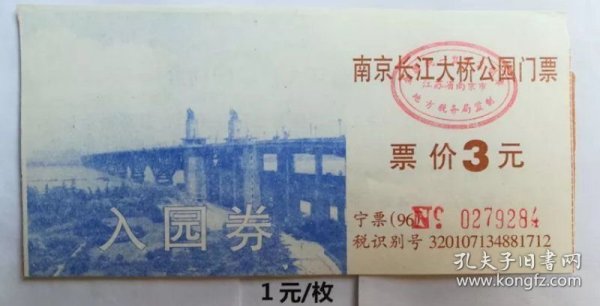 南京长江大桥公园门票
江苏省南京市
地方税务局监制
票价3元
入园券
宁票(96)
№ 0279284
税识别号 320107134881712
1元/枚
孔夫子旧书网
www.kongfz.com